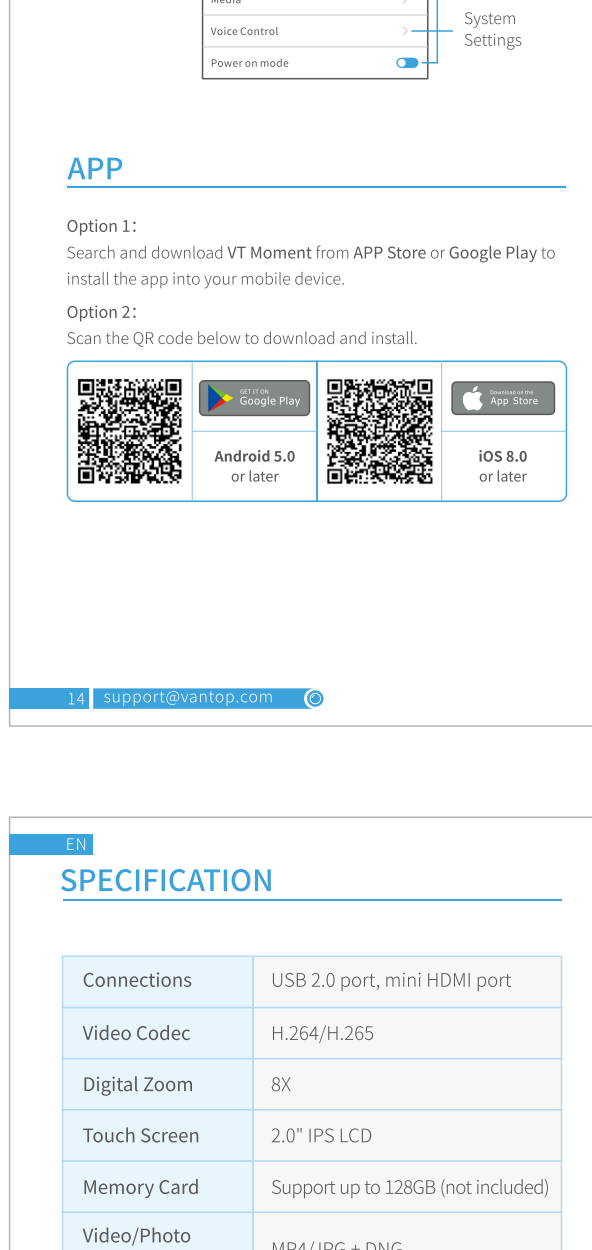 Media
System
Settings
Voice Control
Power on mode
APP
Option 1：
Search and download VT Moment from APP Store or Google Play to
install the app into your mobile device.
Option 2：
Scan the QR code below to download and install.
GET IT ON
Google Play
Android 5.0
or later
Download on the
App Store
iOS 8.0
or later
14
support@vantop.com
EN
SPECIFICATION
Connections
USB 2.0 port, mini HDMI port
Video Codec
H.264/H.265
Digital Zoom
8X
Touch Screen
2.0" IPS LCD
Memory Card
Support up to 128GB (not included)
Video/Photo
MP4/JPG + DNG